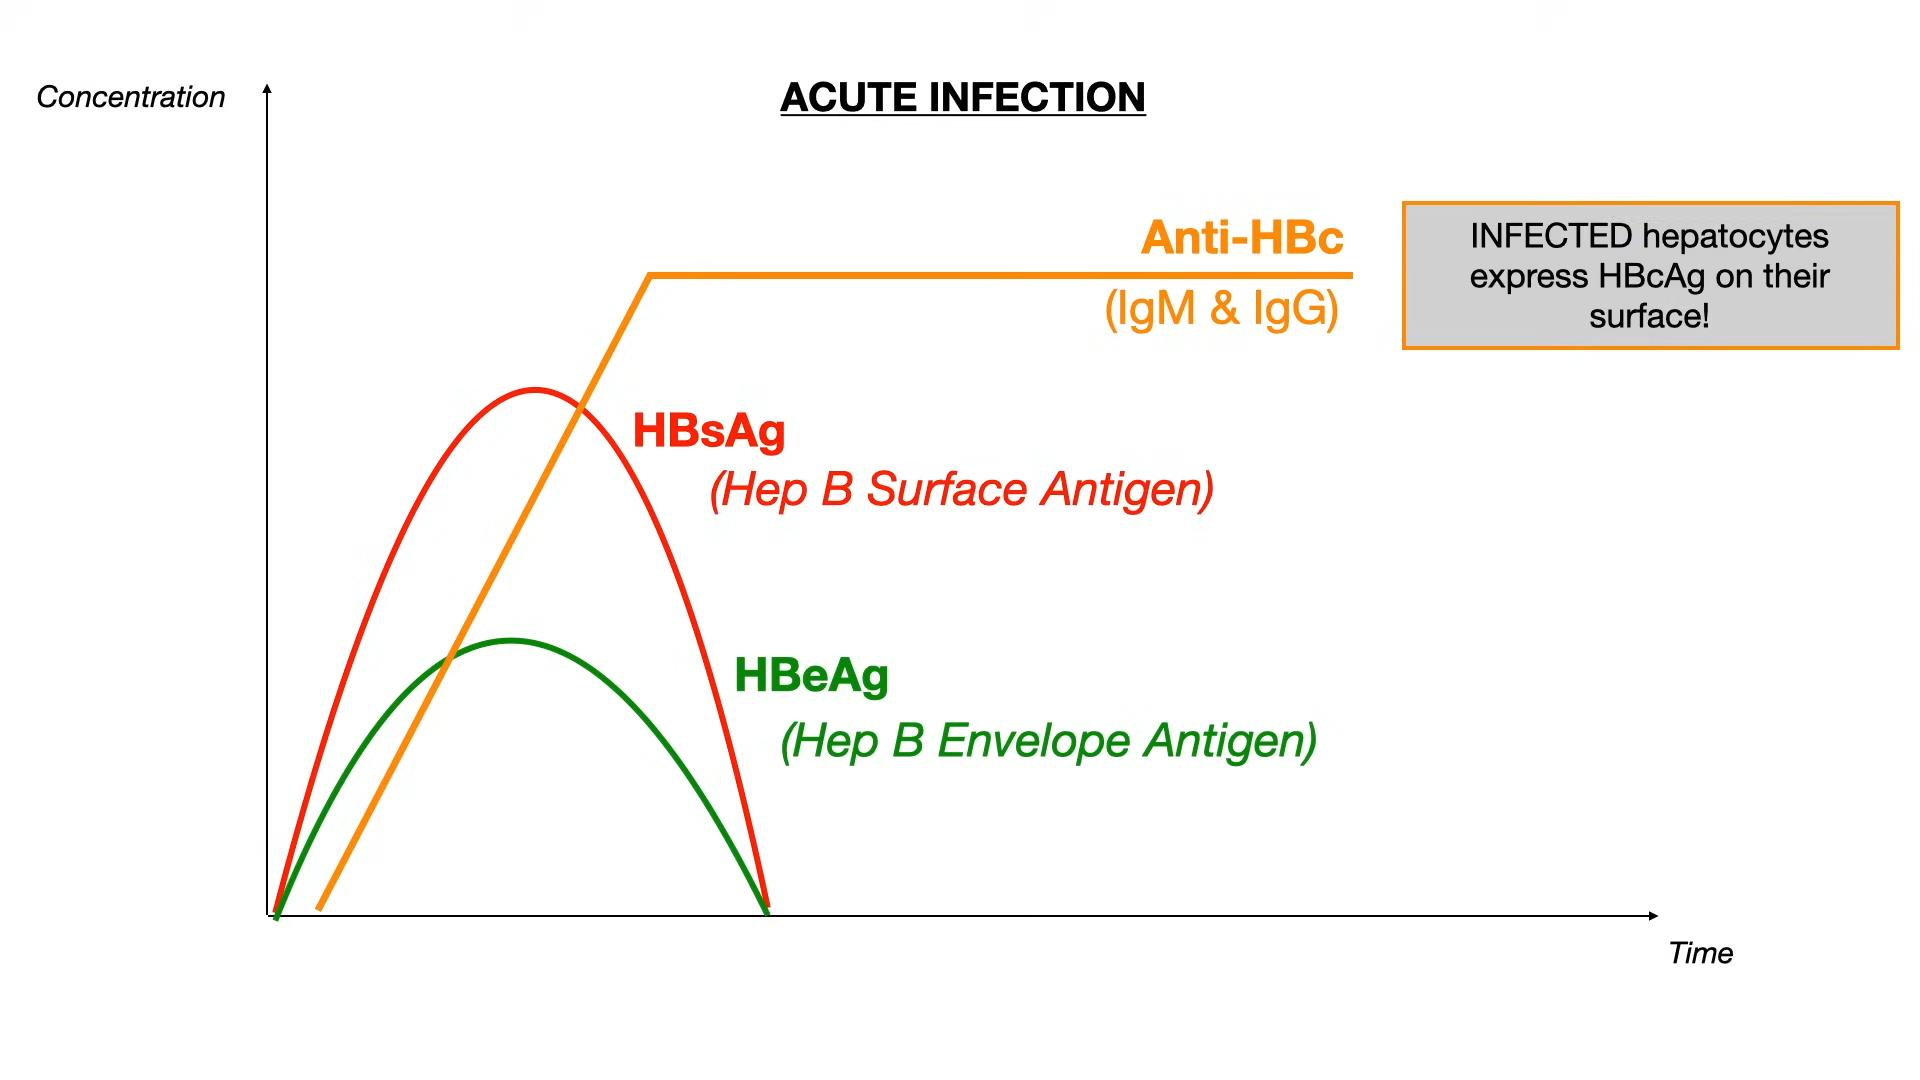 Concentration
ACUTE INFECTION
Anti-HBc
(IgM & IgG)
INFECTED hepatocytes
express HBcAg on their
surface!
HBsAg
(Hep B Surface Antigen)
HBeAg
(Hep B Envelope Antigen)
Time